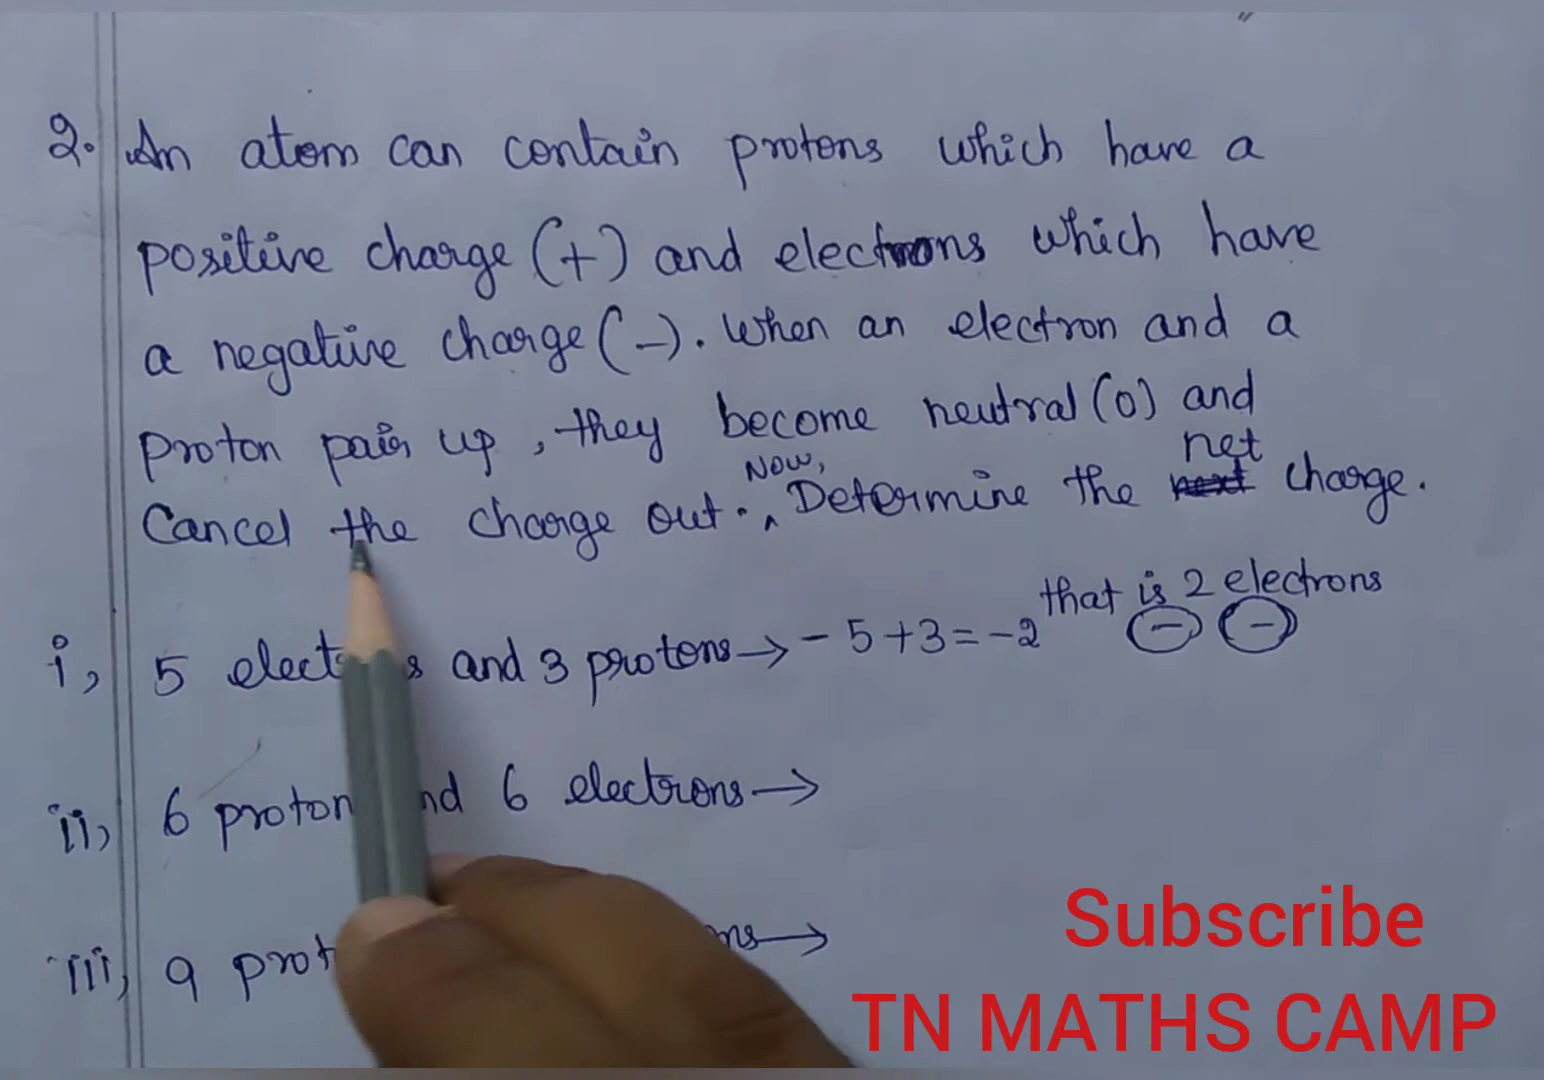 2. An atom can contain protons which have a
positive charge (+) and electrons which have
a negative charge (-). When an electron and a
proton pair up, they become neutral (0) and
Cancel the charge out. Now, Determine the net charge.
i, 5 elect s and 3 protons → - 5 + 3 = -2 that is 2 electrons
- -
ii, 6 proton nd 6 electrons →
iii, 9 prot ns →
Subscribe
TN MATHS CAMP